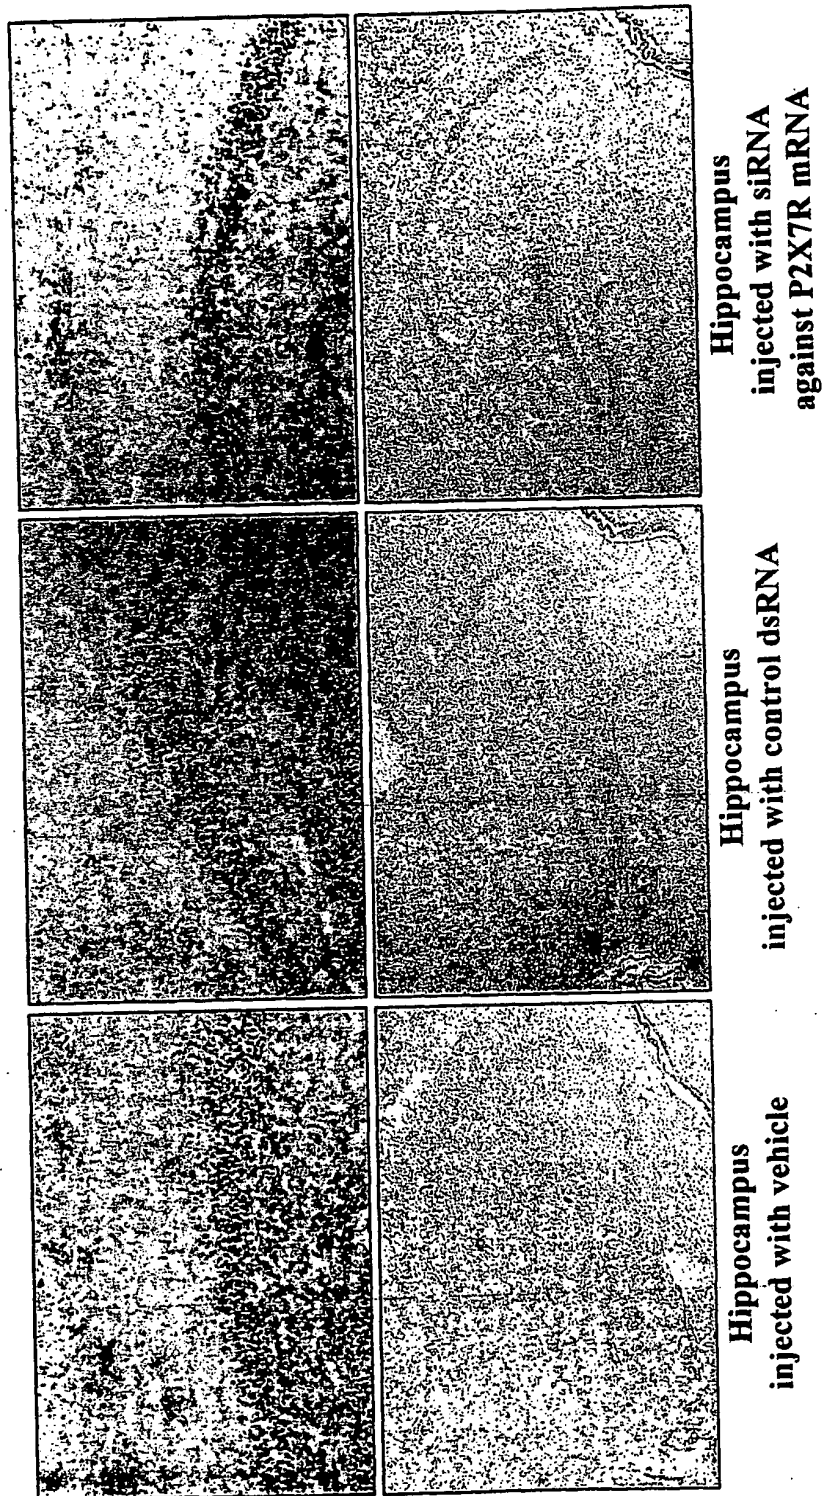 Hippocampus
injected with vehicle
Hippocampus
injected with control dsRNA
Hippocampus
injected with siRNA
against P2X7R mRNA